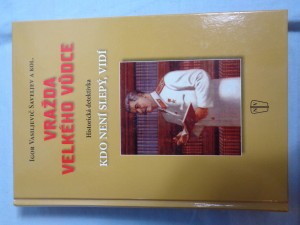 IGOR VASILJEVIČ SAVELJEV A KOL.
VRAŽDA
VELKÉHO VŮDCE
Historická detektivka
KDO NENÍ SLEPÝ, VIDÍ